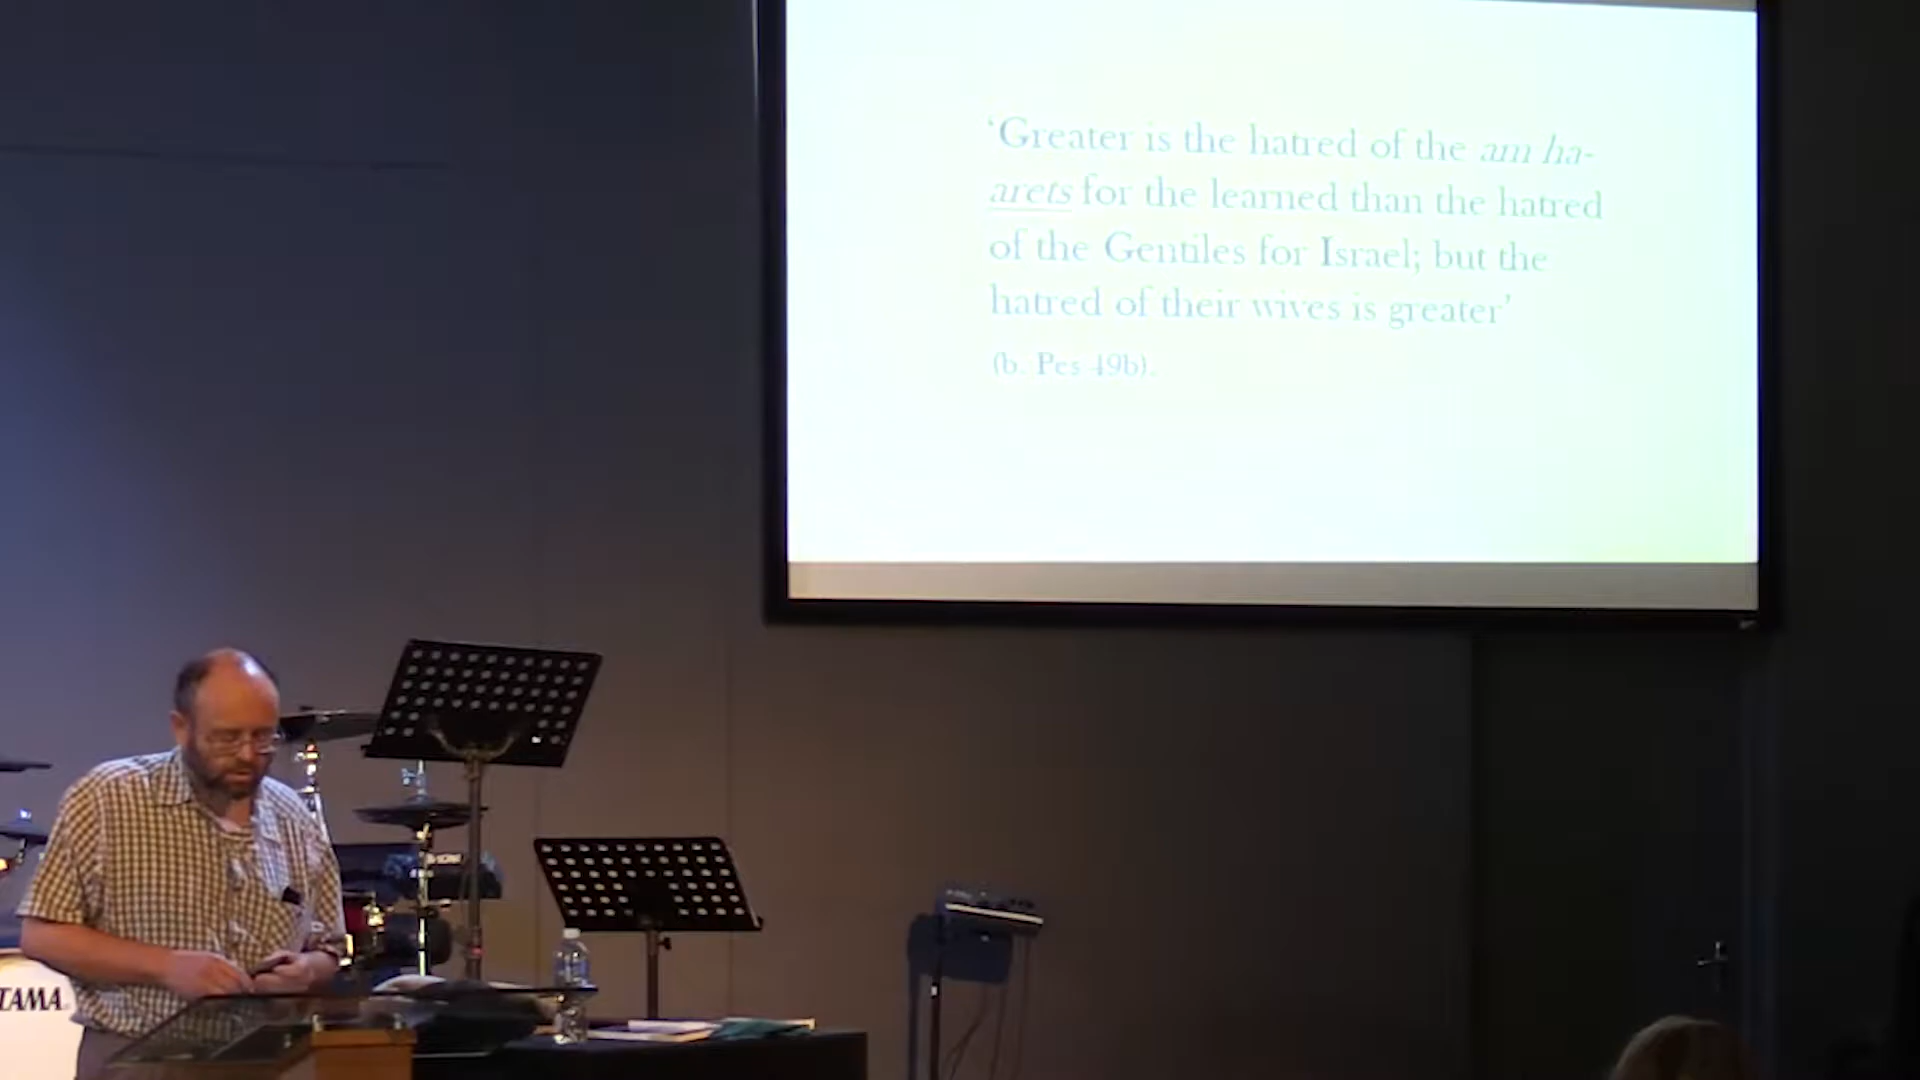 ‘Greater is the hatred of the am ha-
arets for the learned than the hatred
of the Gentiles for Israel; but the
hatred of their wives is greater’
(b. Pes 49b).
TAMA